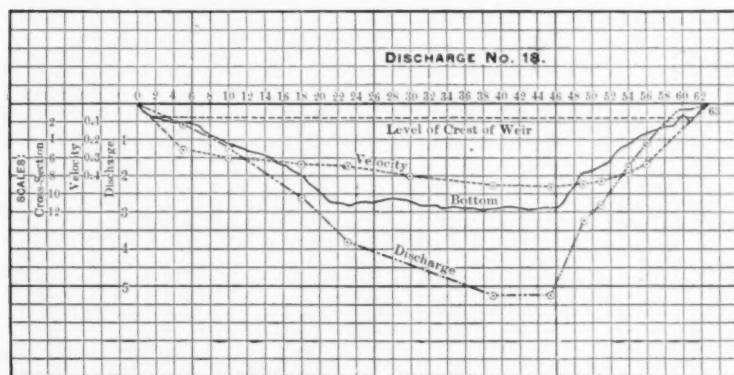 DISCHARGE No. 18.
0 2 4 6 8 10 12 14 16 18 20 22 24 26 28 30 32 34 36 38 40 42 44 46 48 50 52 54 56 58 60 62
63
Level of Crest of Weir
Velocity
Bottom
Discharge
SCALES:
Cross-Section
Velocity
Discharge
2
6
8
10
12
0.1
0.2
0.3
0.4
1
2
3
4
5